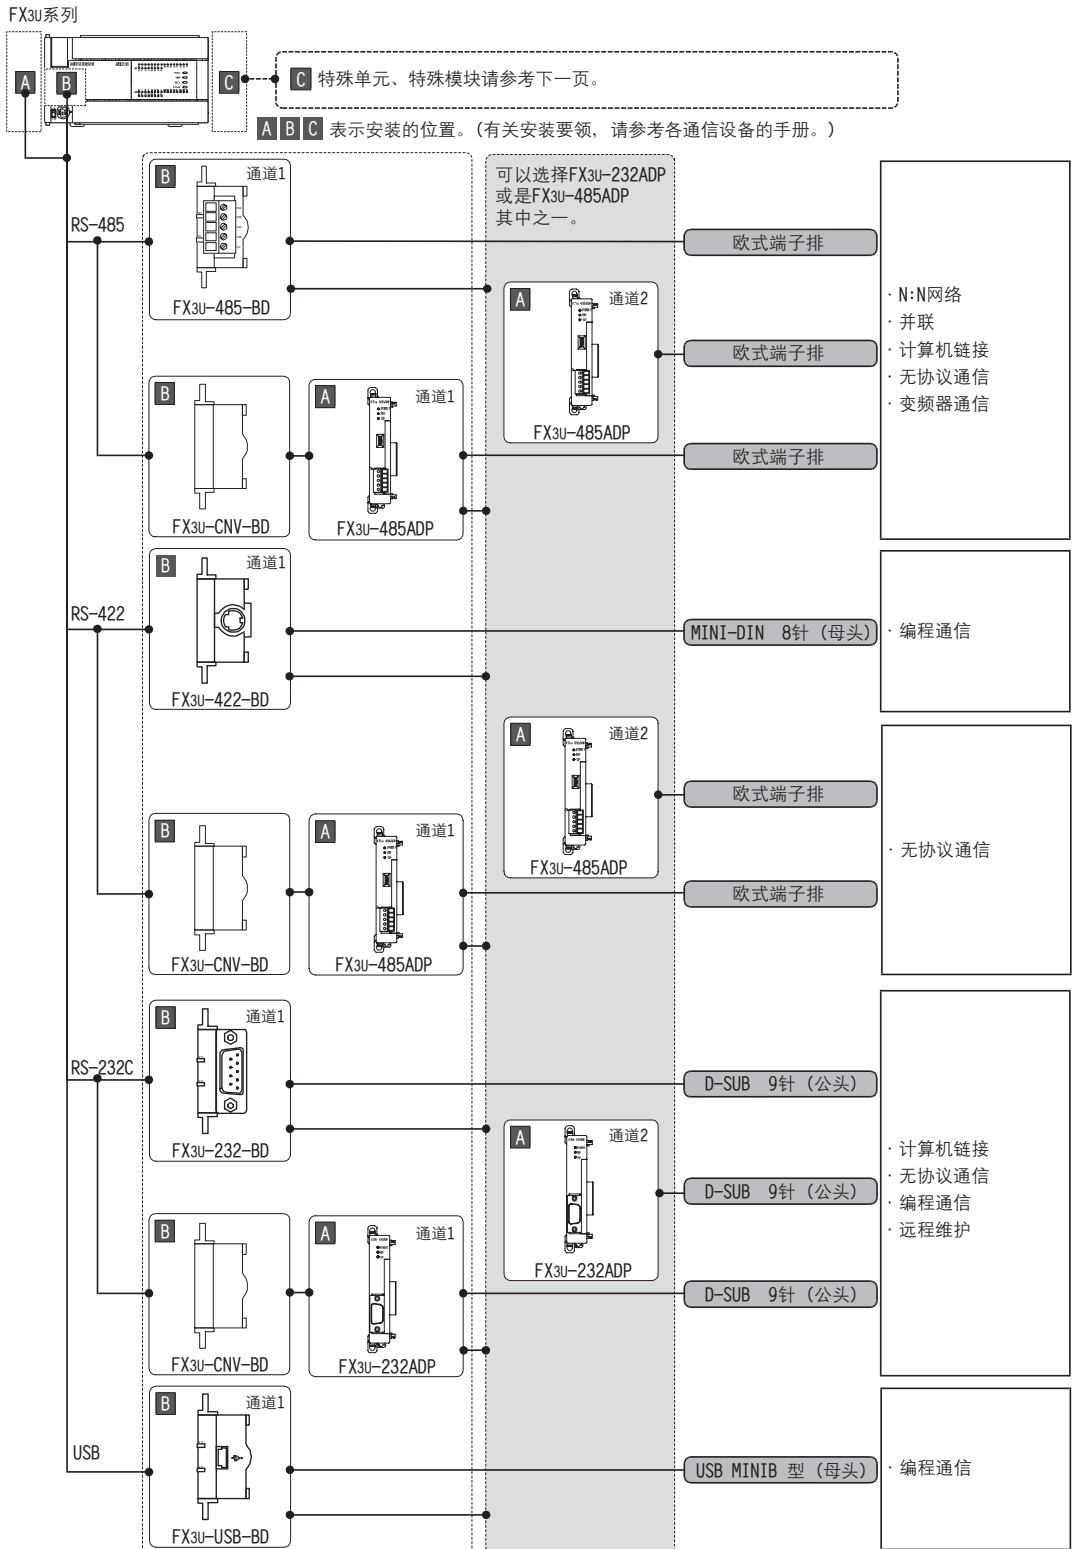 FX3U系列
A
B
C
C 特殊单元、特殊模块请参考下一页。
A B C 表示安装的位置。(有关安装要领，请参考各通信设备的手册。)
可以选择FX3U-232ADP
或是FX3U-485ADP
其中之一。
RS-485
B 通道1
FX3U-485-BD
欧式端子排
A 通道2
FX3U-485ADP
欧式端子排
B
FX3U-CNV-BD
A 通道1
FX3U-485ADP
欧式端子排
·N:N网络
·并联
·计算机链接
·无协议通信
·变频器通信
RS-422
B 通道1
FX3U-422-BD
MINI-DIN 8针 (母头)
·编程通信
A 通道2
FX3U-485ADP
欧式端子排
B
FX3U-CNV-BD
A 通道1
FX3U-485ADP
欧式端子排
·无协议通信
RS-232C
B 通道1
FX3U-232-BD
D-SUB 9针 (公头)
A 通道2
FX3U-232ADP
D-SUB 9针 (公头)
B
FX3U-CNV-BD
A 通道1
FX3U-232ADP
D-SUB 9针 (公头)
·计算机链接
·无协议通信
·编程通信
·远程维护
USB
B 通道1
FX3U-USB-BD
USB MINIB 型 (母头)
·编程通信